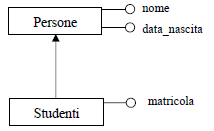 nome
Persone
data_nascita
matricola
Studenti